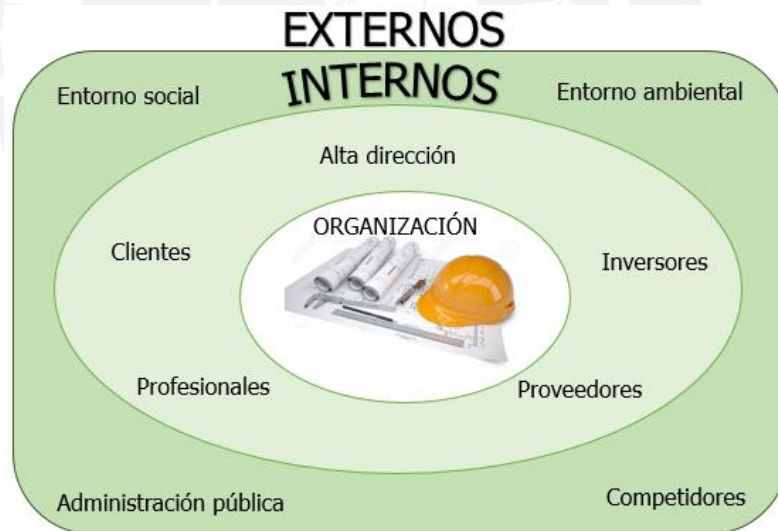 EXTERNOS
INTERNOS
Entorno social
Entorno ambiental
Alta dirección
ORGANIZACIÓN
Clientes
Inversores
Profesionales
Proveedores
Administración pública
Competidores